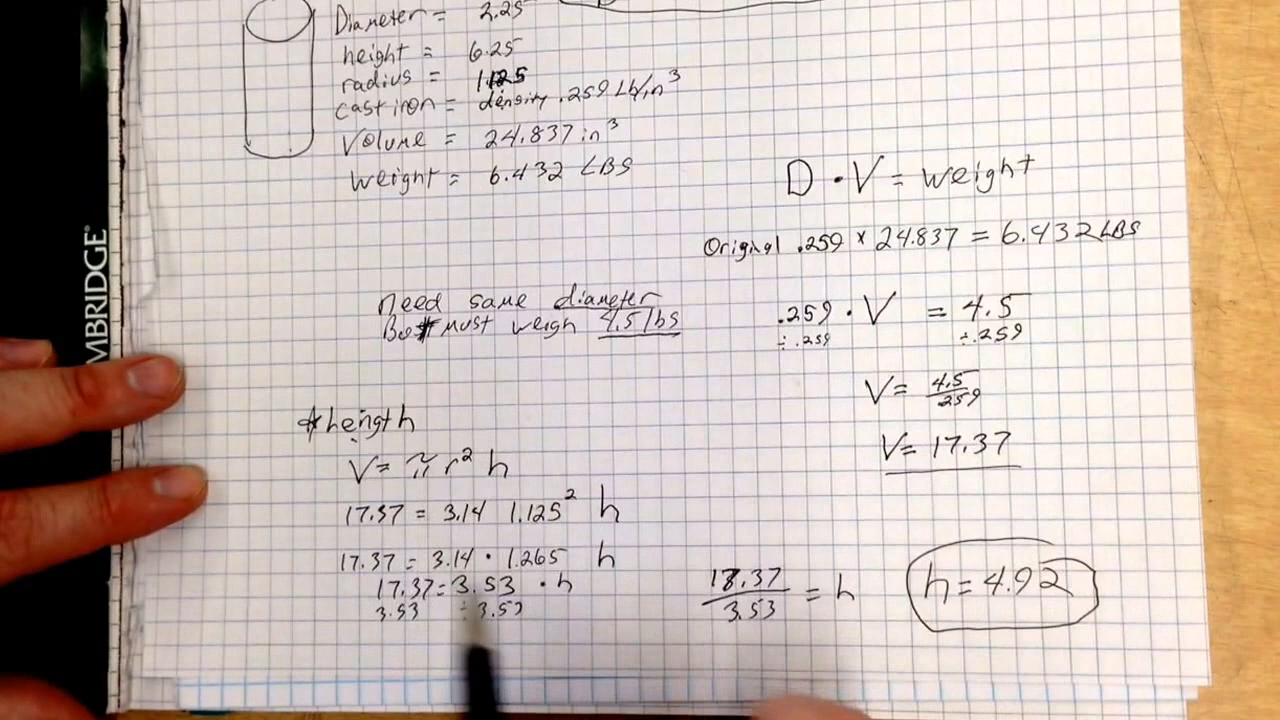 Diameter = 2.25
height = 6.25
radius = 1.125
cast iron = density .259 Lb/in³
Volume = 24.837 in³
weight = 6.432 LBS
D · V = weight
Original .259 × 24.837 = 6.432 LBS
need same diameter
But must weigh 4.5 lbs
.259 · V = 4.5
÷ .259 ÷ .259
V = 4.5/259
V = 17.37
*Length
V = π r² h
17.37 = 3.14 1.125² h
17.37 = 3.14 · 1.265 h
17.37 = 3.53 · h
3.53 ÷ 3.53
17.37/3.53 = h
h = 4.92
MBRIDGE